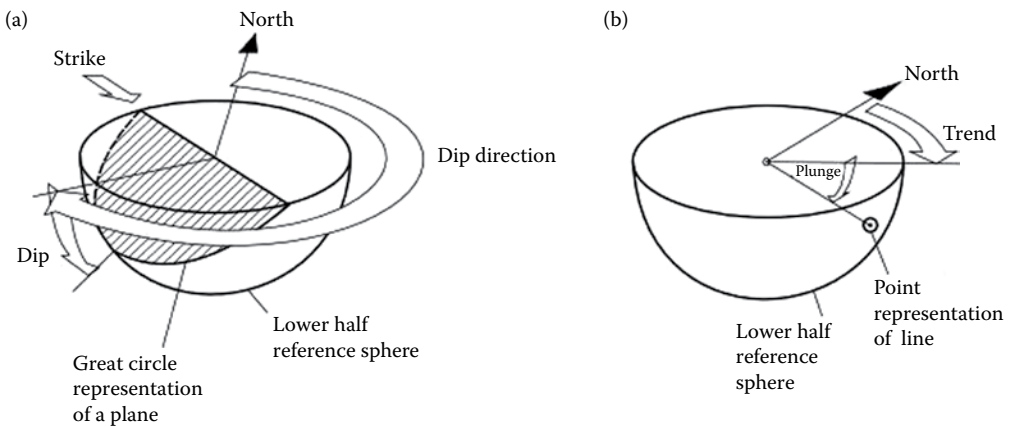 (a)
North
Strike
Dip direction
Dip
Lower half
reference sphere
Great circle
representation
of a plane
(b)
North
Trend
Plunge
Point
representation
of line
Lower half
reference
sphere